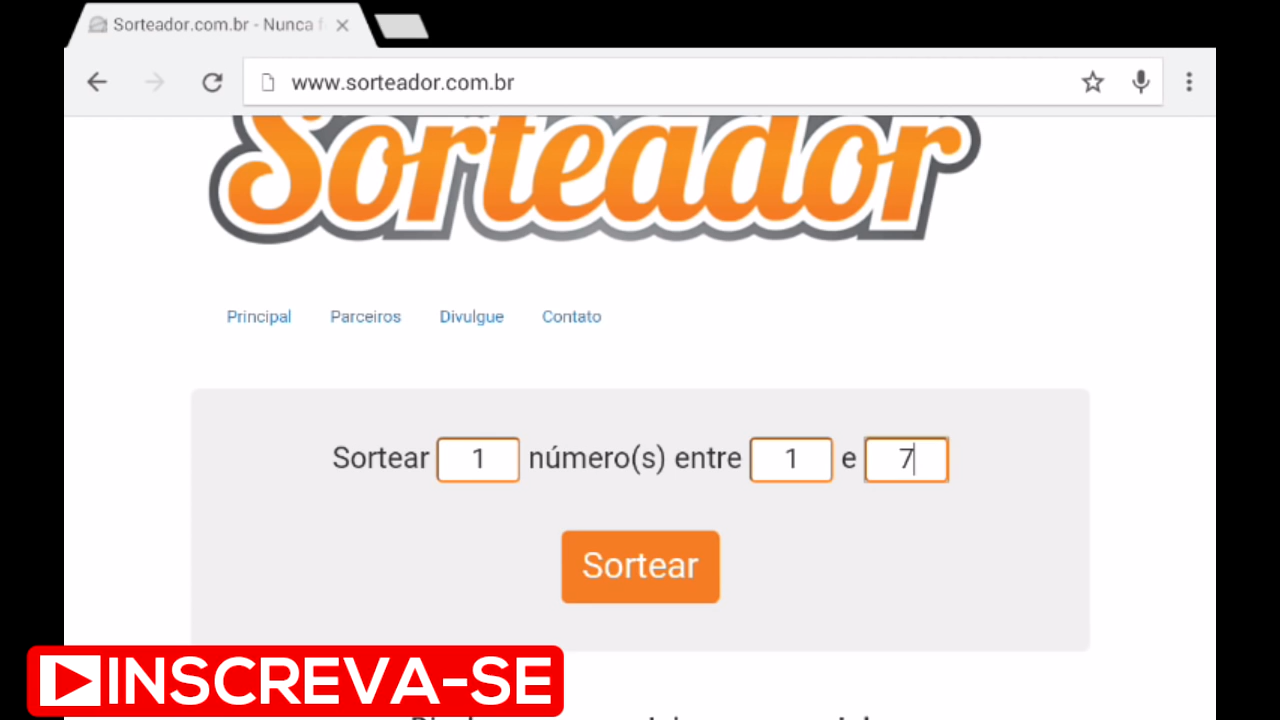 Sorteador.com.br - Nunca f
www.sorteador.com.br
Sorteador
Principal Parceiros Divulgue Contato
Sortear 1 número(s) entre 1 e 7
Sortear
INSCREVA-SE